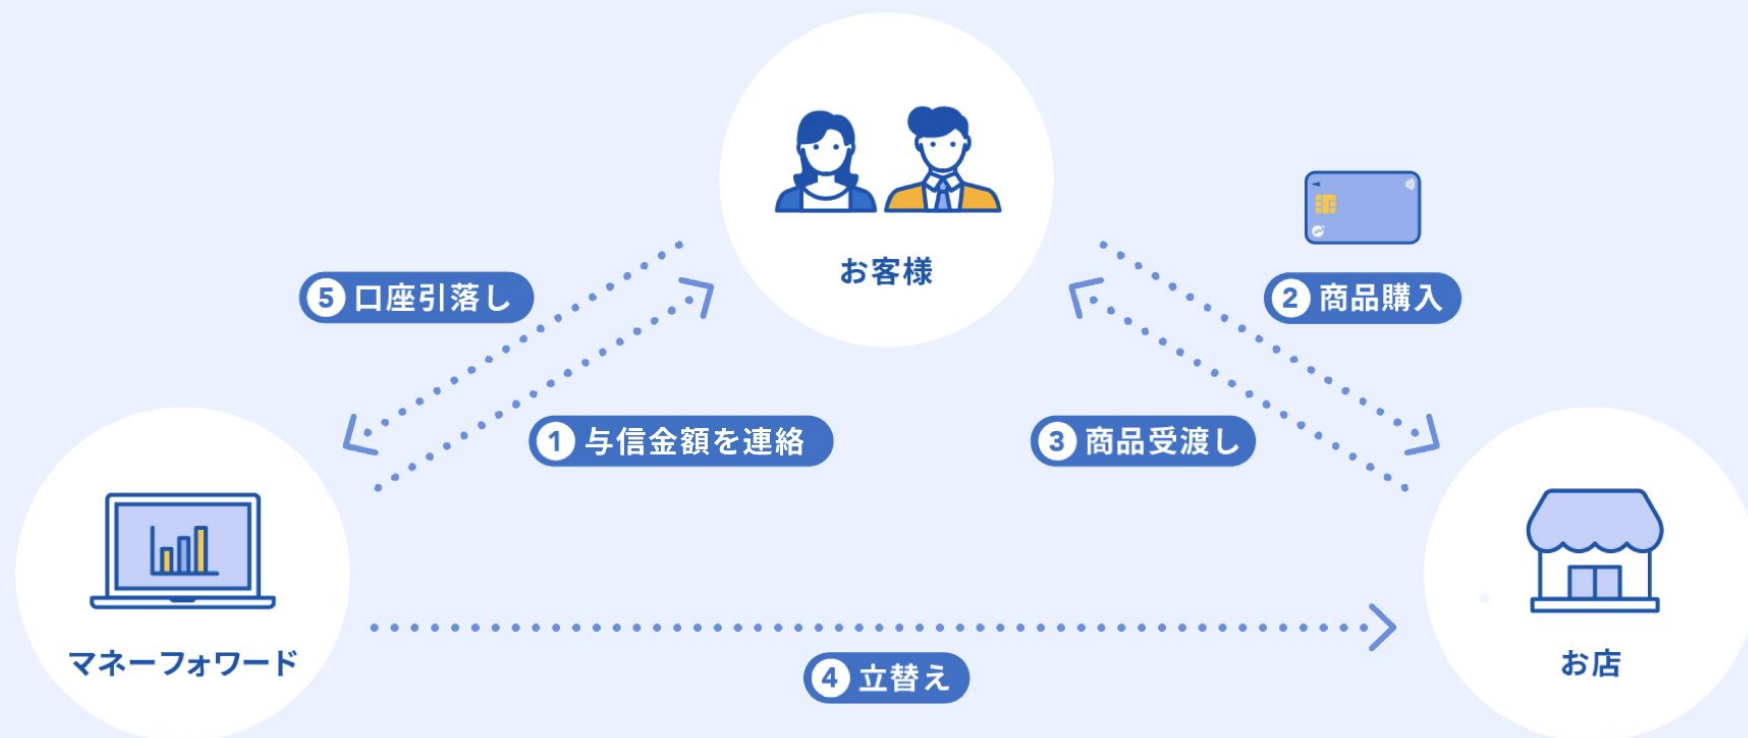 お客様
⑤ 口座引落し
② 商品購入
① 与信金額を連絡
③ 商品受渡し
マネーフォワード
お店
④ 立替え